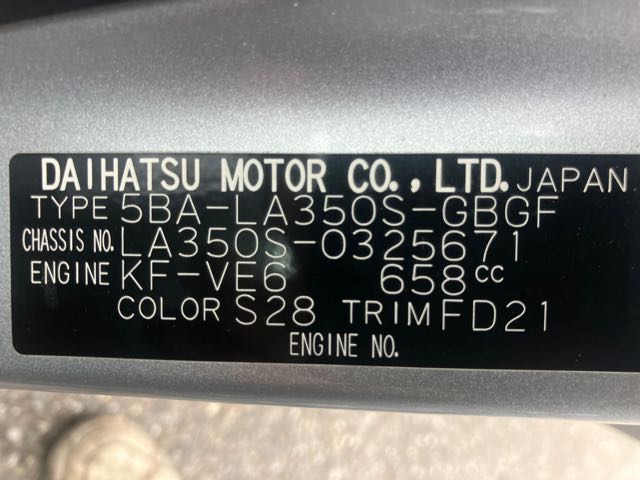 DAIHATSU MOTOR CO., LTD. JAPAN
TYPE 5BA-LA350S-GBGF
CHASSIS NO. LA350S-0325671
ENGINE KF-VE6 658cc
COLOR S28 TRIM FD21
ENGINE NO.